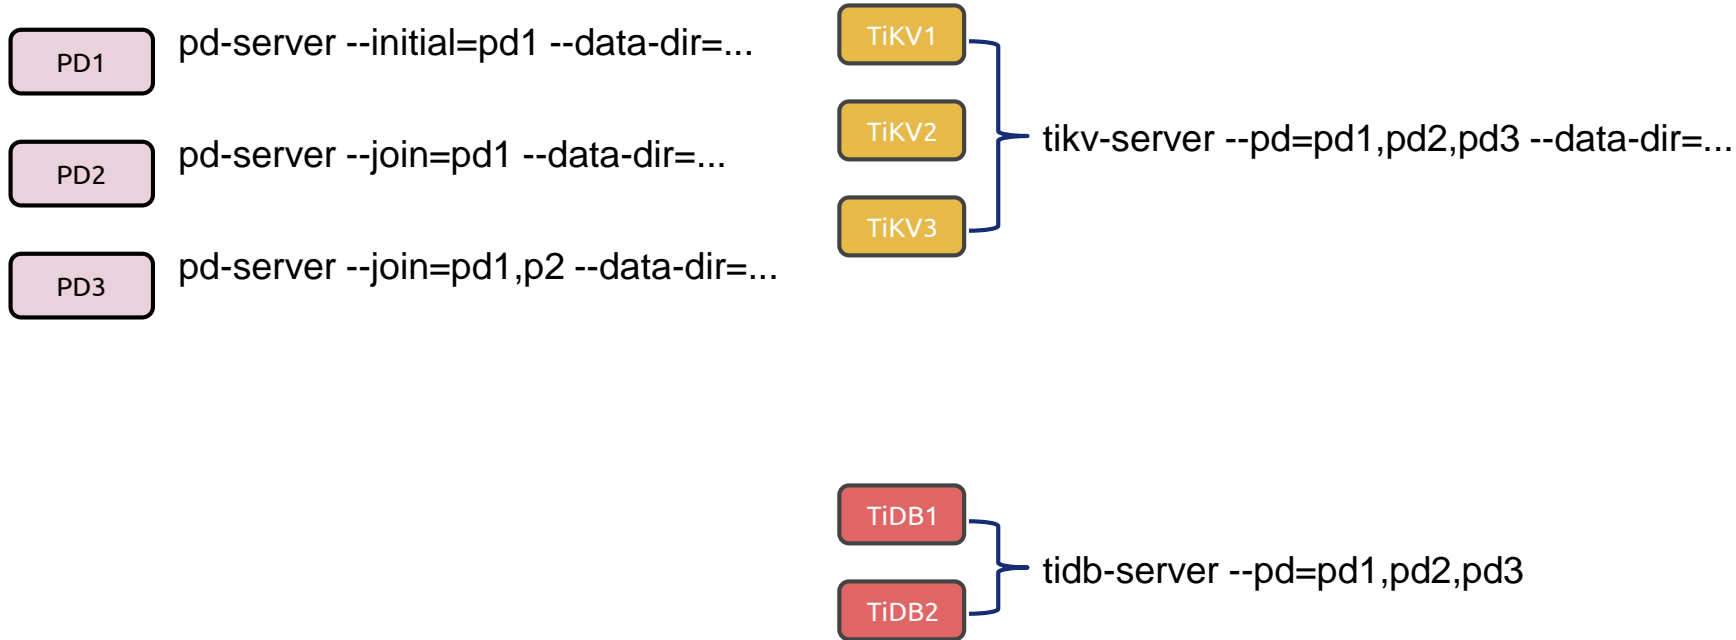 PD1
pd-server --initial=pd1 --data-dir=...
PD2
pd-server --join=pd1 --data-dir=...
PD3
pd-server --join=pd1,p2 --data-dir=...
TiKV1
TiKV2
TiKV3
tikv-server --pd=pd1,pd2,pd3 --data-dir=...
TiDB1
TiDB2
tidb-server --pd=pd1,pd2,pd3